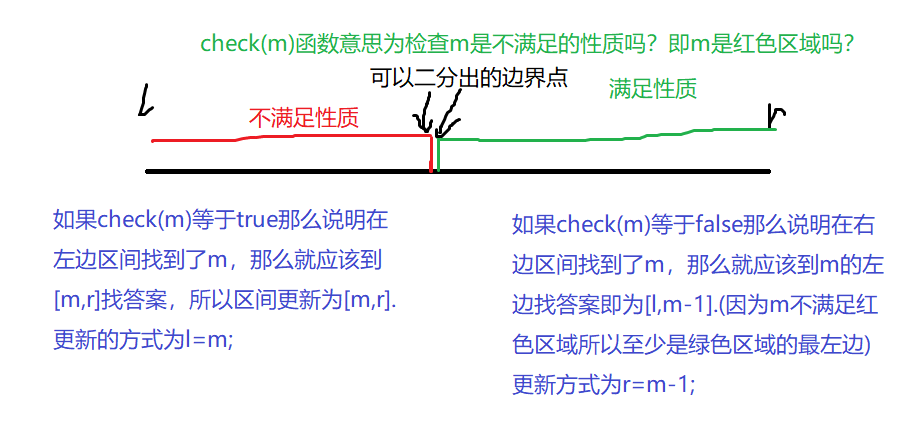 check(m)函数意思为检查m是不满足的性质吗？即m是红色区域吗？
可以二分出的边界点
l
不满足性质
满足性质
r
如果check(m)等于true那么说明在
左边区间找到了m，那么就应该到
[m,r]找答案，所以区间更新为[m,r].
更新的方式为l=m;
如果check(m)等于false那么说明在右
边区间找到了m，那么就应该到m的左
边找答案即为[l,m-1].(因为m不满足红
色区域所以至少是绿色区域的最左边)
更新方式为r=m-1;